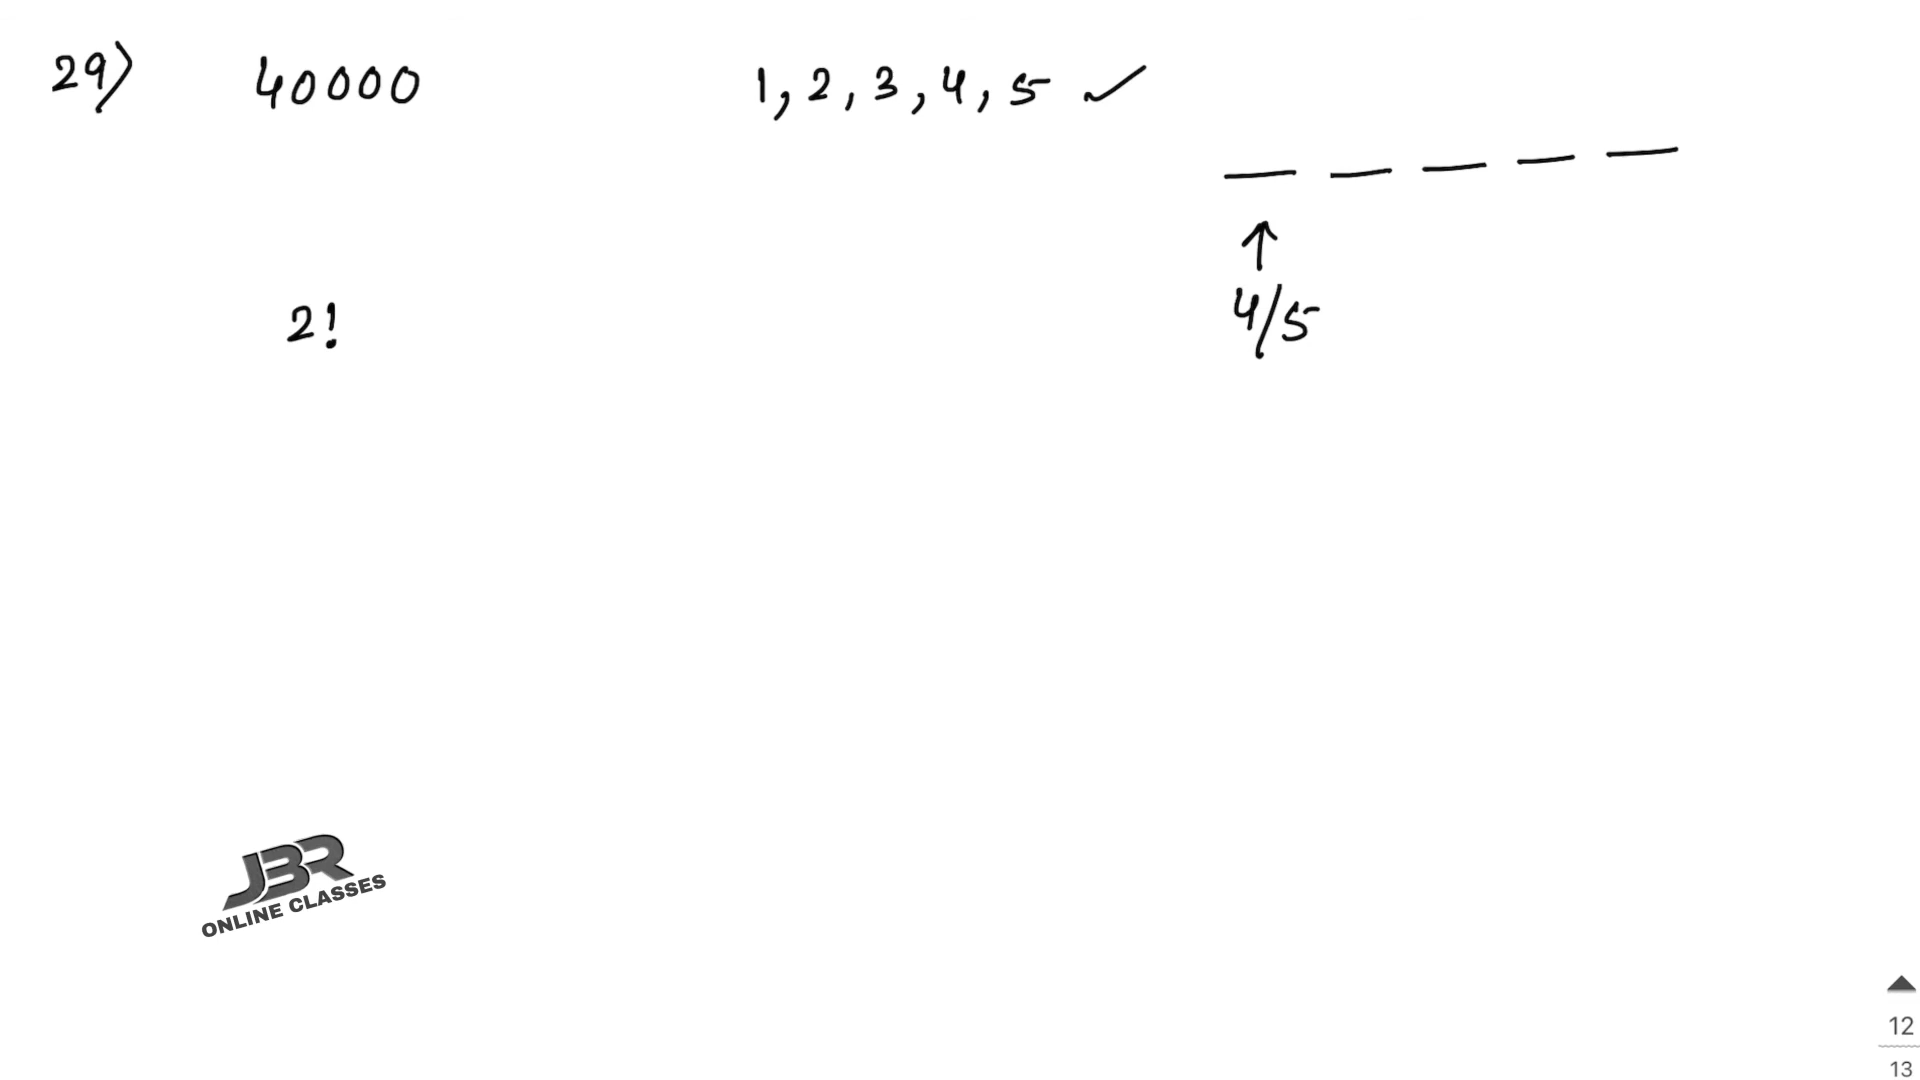 29) 40000 1, 2, 3, 4, 5 ✓
4/5
2!
JBR
ONLINE CLASSES
12
13